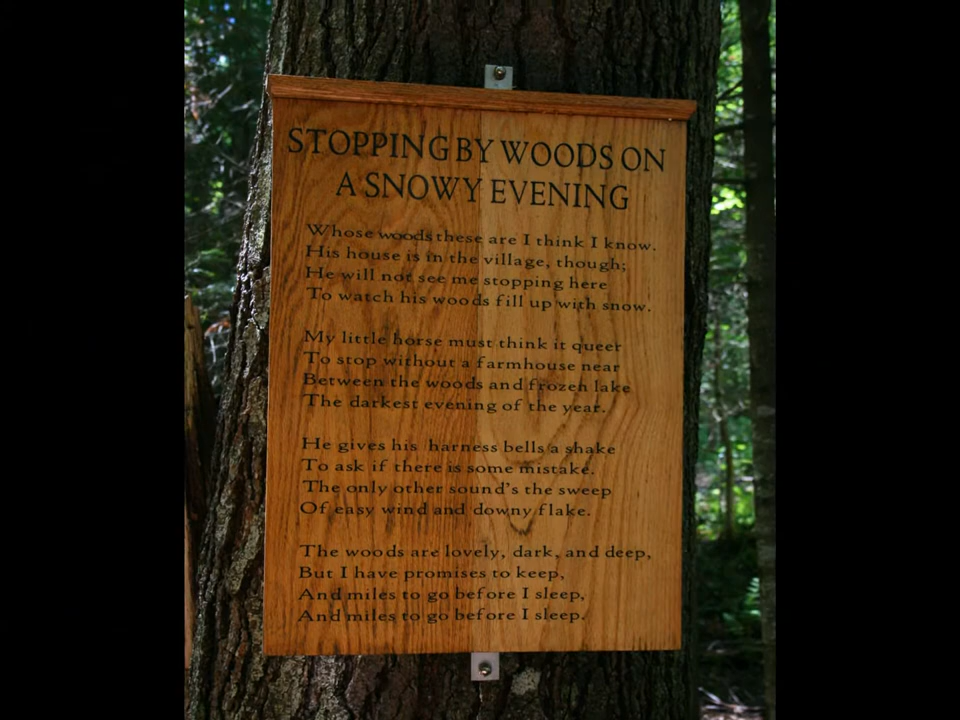 STOPPING BY WOODS ON
A SNOWY EVENING
Whose woods these are I think I know.
His house is in the village, though;
He will not see me stopping here
To watch his woods fill up with snow.
My little horse must think it queer
To stop without a farmhouse near
Between the woods and frozen lake
The darkest evening of the year.
He gives his harness bells a shake
To ask if there is some mistake.
The only other sound's the sweep
Of easy wind and downy flake.
The woods are lovely, dark, and deep,
But I have promises to keep,
And miles to go before I sleep,
And miles to go before I sleep.